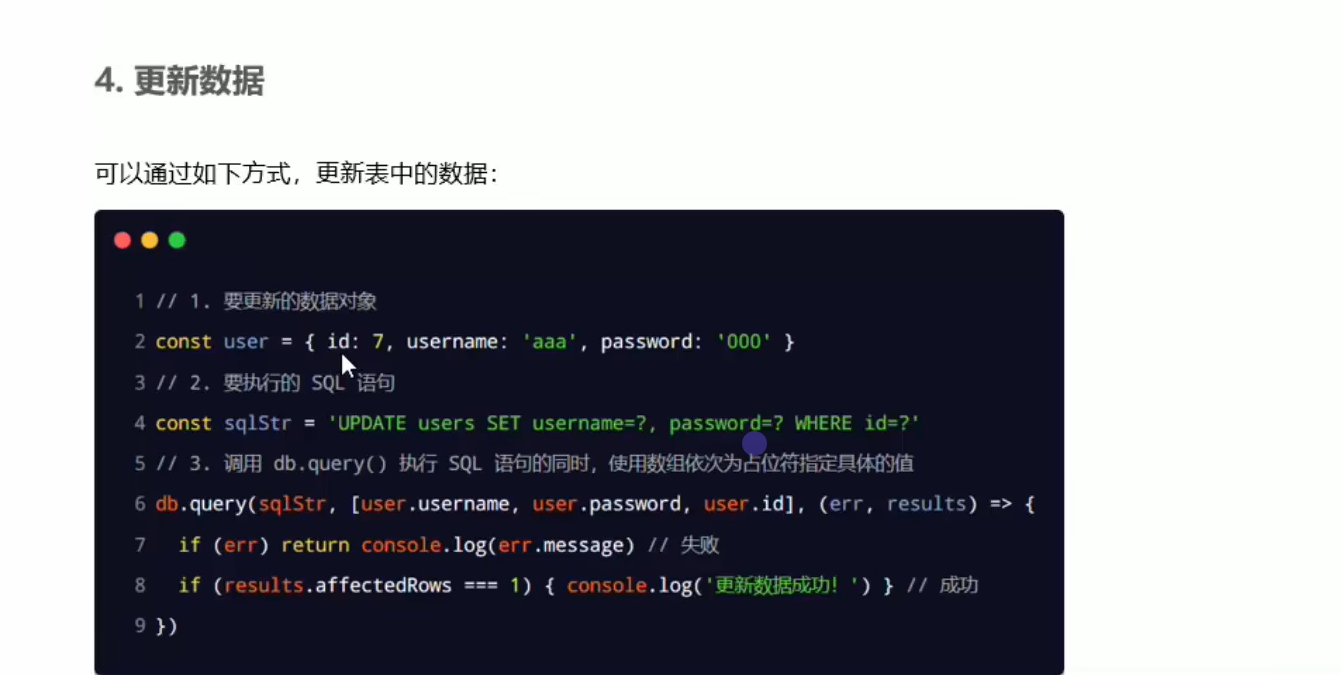 4. 更新数据
可以通过如下方式，更新表中的数据：
1 // 1. 要更新的数据对象
2 const user = { id: 7, username: 'aaa', password: '000' }
3 // 2. 要执行的 SQL 语句
4 const sqlStr = 'UPDATE users SET username=?, password=? WHERE id=?'
5 // 3. 调用 db.query() 执行 SQL 语句的同时，使用数组依次为占位符指定具体的值
6 db.query(sqlStr, [user.username, user.password, user.id], (err, results) => {
7 if (err) return console.log(err.message) // 失败
8 if (results.affectedRows === 1) { console.log('更新数据成功！') } // 成功
9 })